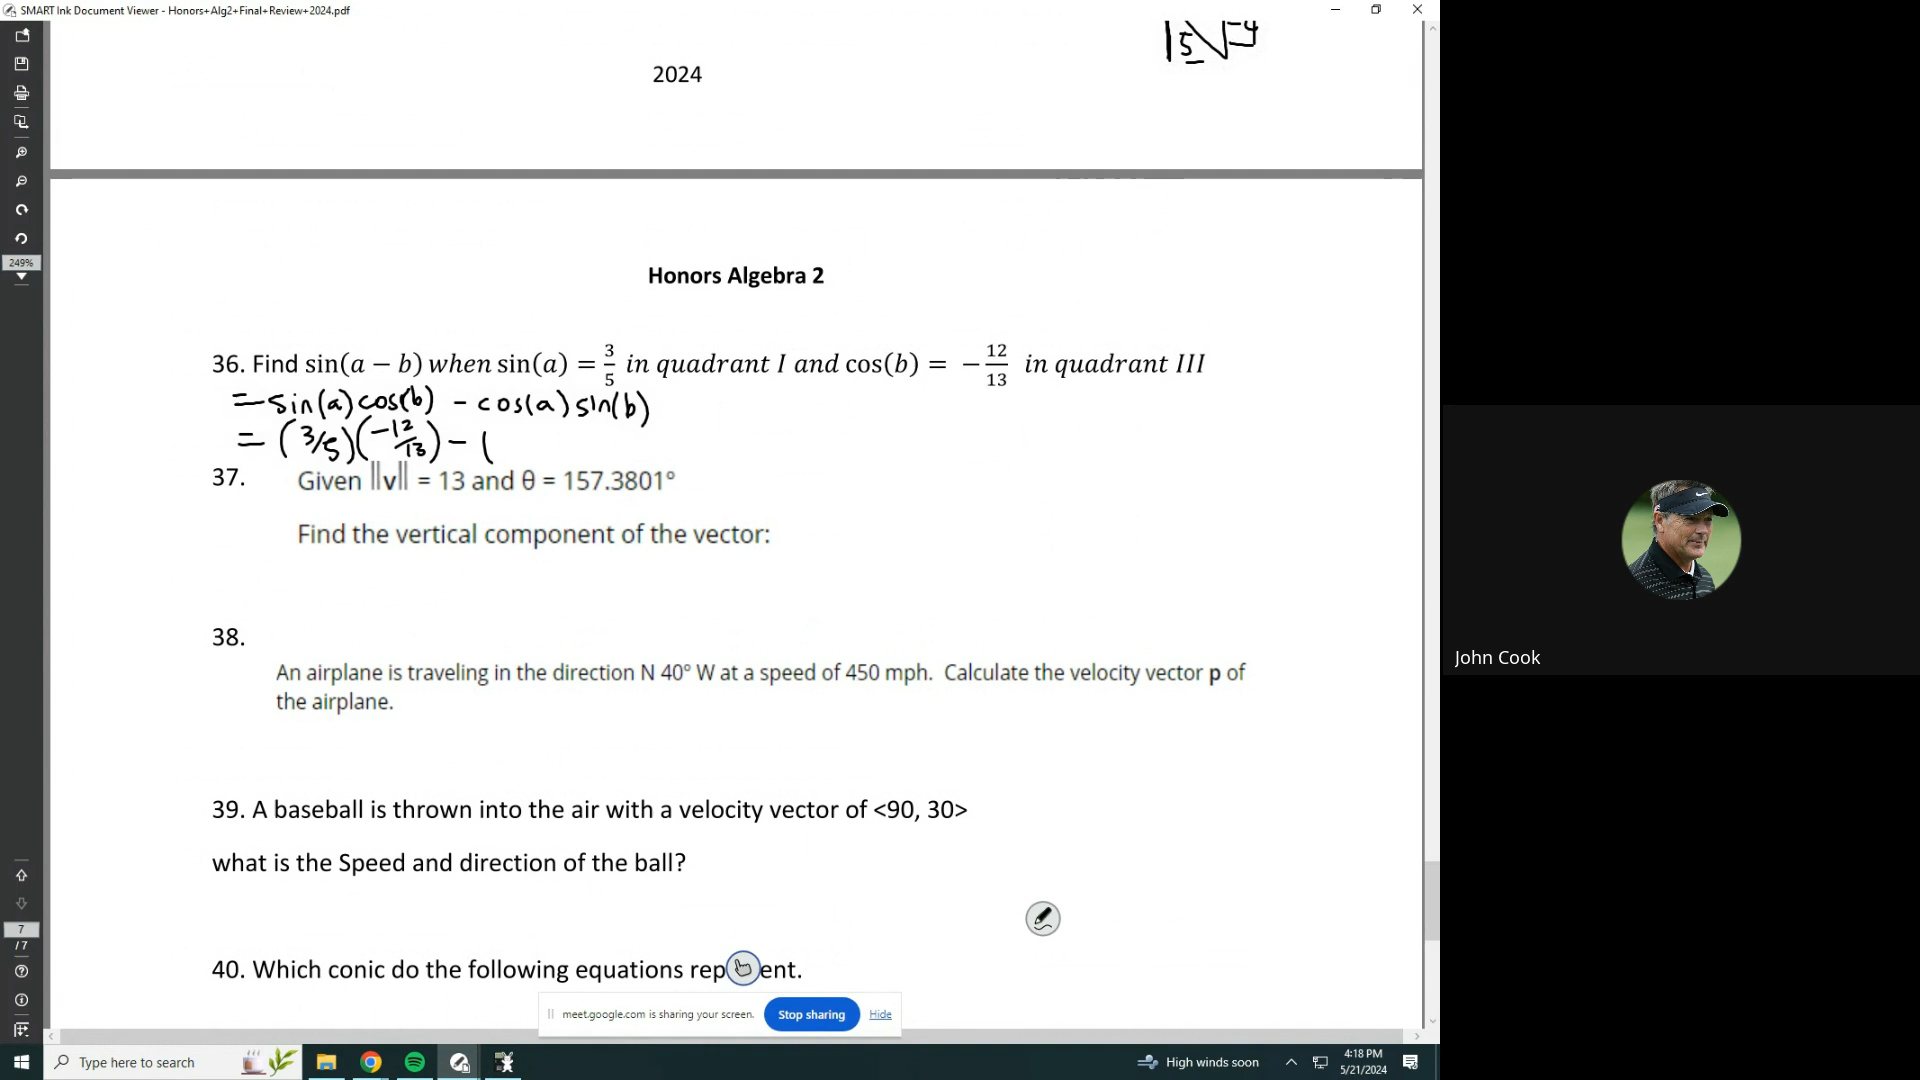 SMART Ink Document Viewer - Honors+Alg2+Final+Review+2024.pdf
5√-4
2024
249%
Honors Algebra 2
36. Find sin(a − b) when sin(a) = 3/5 in quadrant I and cos(b) = −12/13 in quadrant III
= sin(a)cos(b) - cos(a)sin(b)
= (3/5)(-12/13) - (
37. Given ||v|| = 13 and θ = 157.3801°
Find the vertical component of the vector:
38.
An airplane is traveling in the direction N 40° W at a speed of 450 mph. Calculate the velocity vector p of
the airplane.
John Cook
39. A baseball is thrown into the air with a velocity vector of <90, 30>
what is the Speed and direction of the ball?
7
/ 7
40. Which conic do the following equations rep ent.
meet.google.com is sharing your screen.
Stop sharing
Hide
Type here to search
High winds soon
4:18 PM
5/21/2024